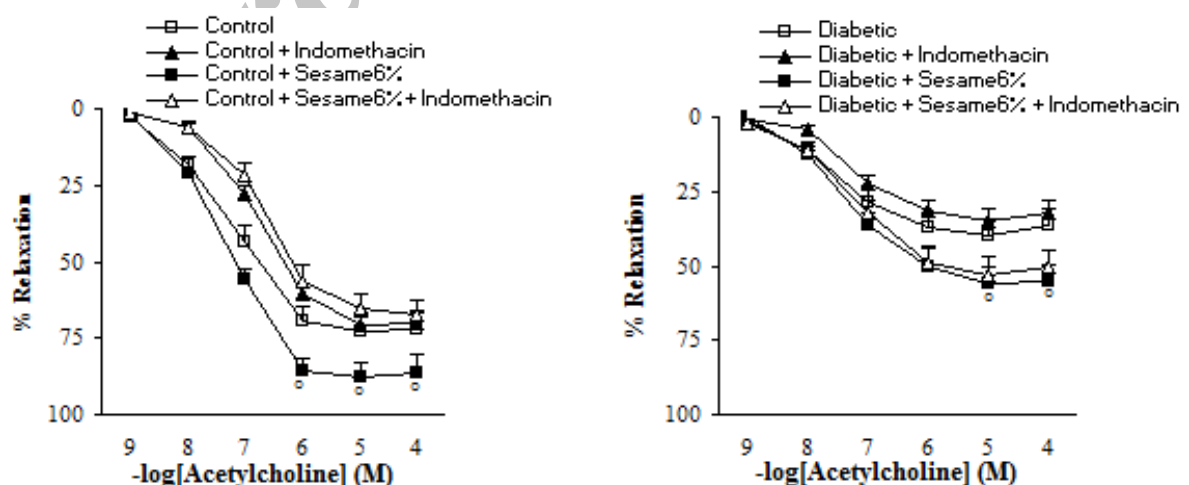 Control
Control + Indomethacin
Control + Sesame6%
Control + Sesame6% + Indomethacin
0
25
50
75
100
% Relaxation
9 8 7 6 5 4
-log[Acetylcholine] (M)
Diabetic
Diabetic + Indomethacin
Diabetic + Sesame6%
Diabetic + Sesame6% + Indomethacin
0
25
50
75
100
% Relaxation
9 8 7 6 5 4
-log[Acetylcholine] (M)